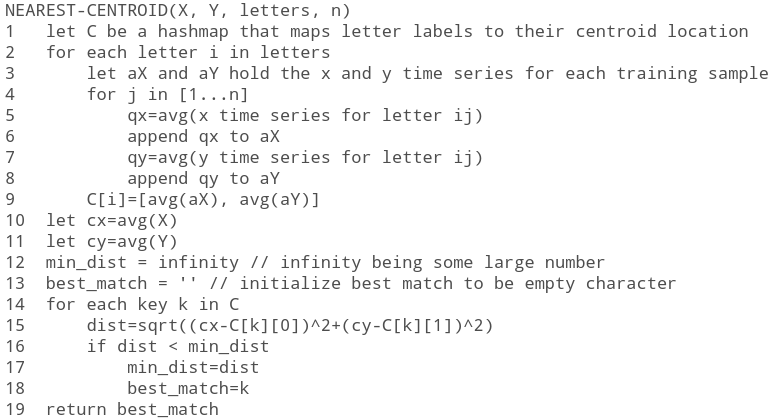 NEAREST-CENTROID(X, Y, letters, n)
1   let C be a hashmap that maps letter labels to their centroid location
2   for each letter i in letters
3       let aX and aY hold the x and y time series for each training sample
4       for j in [1...n]
5           qx=avg(x time series for letter ij)
6           append qx to aX
7           qy=avg(y time series for letter ij)
8           append qy to aY
9       C[i]=[avg(aX), avg(aY)]
10  let cx=avg(X)
11  let cy=avg(Y)
12  min_dist = infinity // infinity being some large number
13  best_match = '' // initialize best match to be empty character
14  for each key k in C
15      dist=sqrt((cx-C[k][0])^2+(cy-C[k][1])^2)
16      if dist < min_dist
17          min_dist=dist
18          best_match=k
19  return best_match